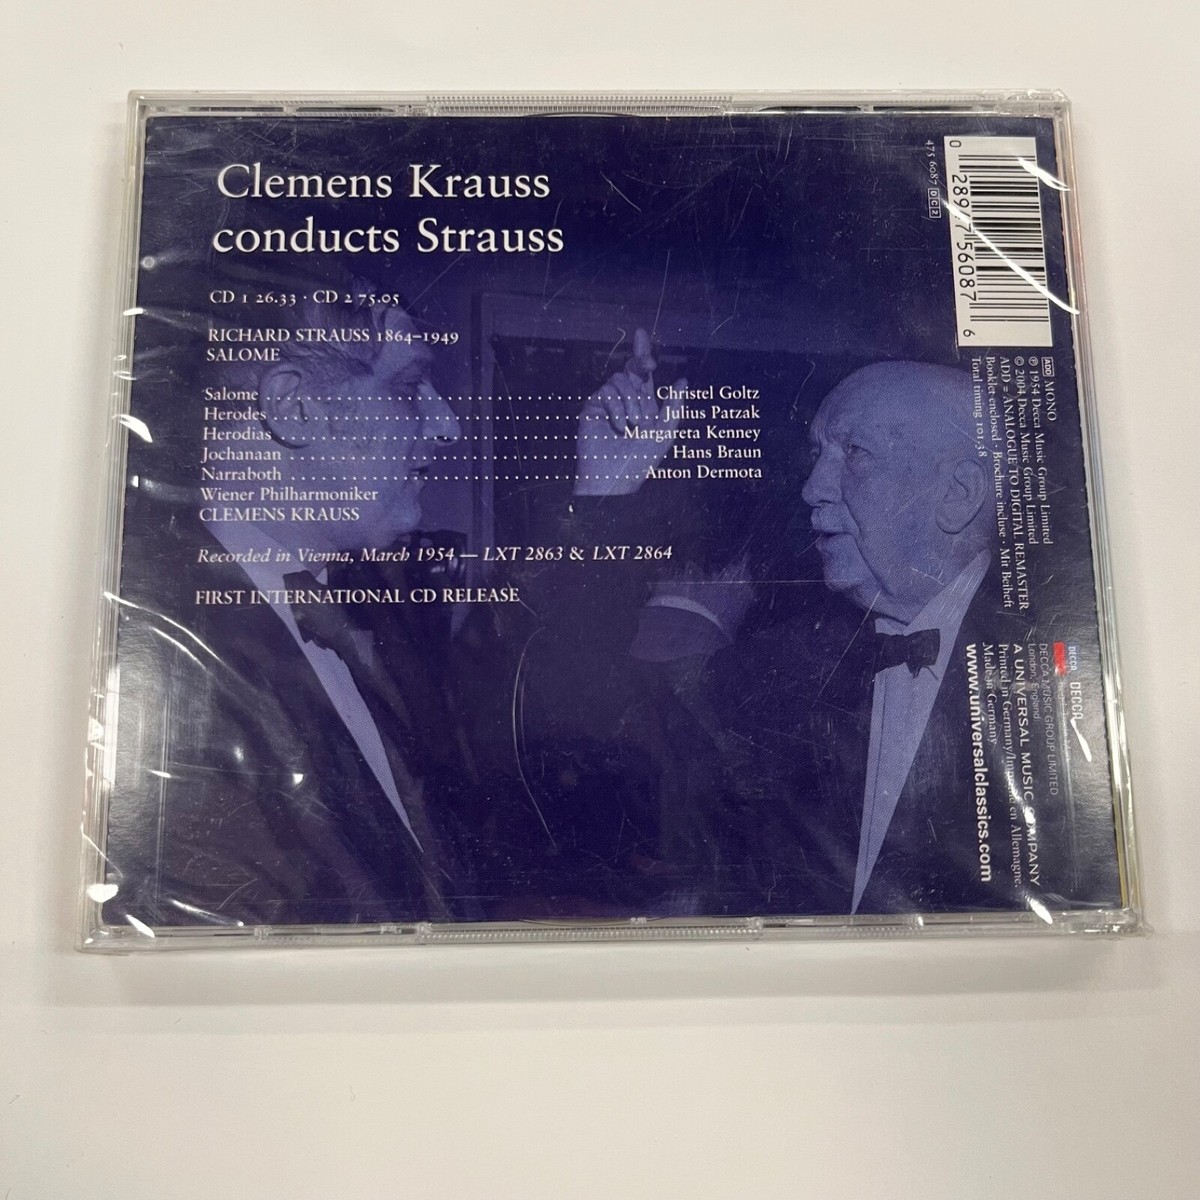 Clemens Krauss
conducts Strauss
CD 1 26.33 · CD 2 75.05
RICHARD STRAUSS 1864–1949
SALOME
Salome ........ Christel Goltz
Herodes ........ Julius Patzak
Herodias ........ Margareta Kenney
Jochanaan ........ Hans Braun
Narraboth ........ Anton Dermota
Wiener Philharmoniker
CLEMENS KRAUSS
Recorded in Vienna, March 1954 — LXT 2863 & LXT 2864
FIRST INTERNATIONAL CD RELEASE
475 6087 DC2
0 28947 56087 6
ADD MONO
℗ 1954 Decca Music Group Limited
© 2004 Decca Music Group Limited
ADD = ANALOGUE TO DIGITAL REMASTER
Booklet enclosed · Brochure incluse · Mit Beiheft
Total timing 101.38
DECCA
DECCA
DECCA MUSIC GROUP LIMITED
London, England
A UNIVERSAL MUSIC COMPANY
Printed in Germany/Imprimé en Allemagne.
Made in Germany
www.universalclassics.com